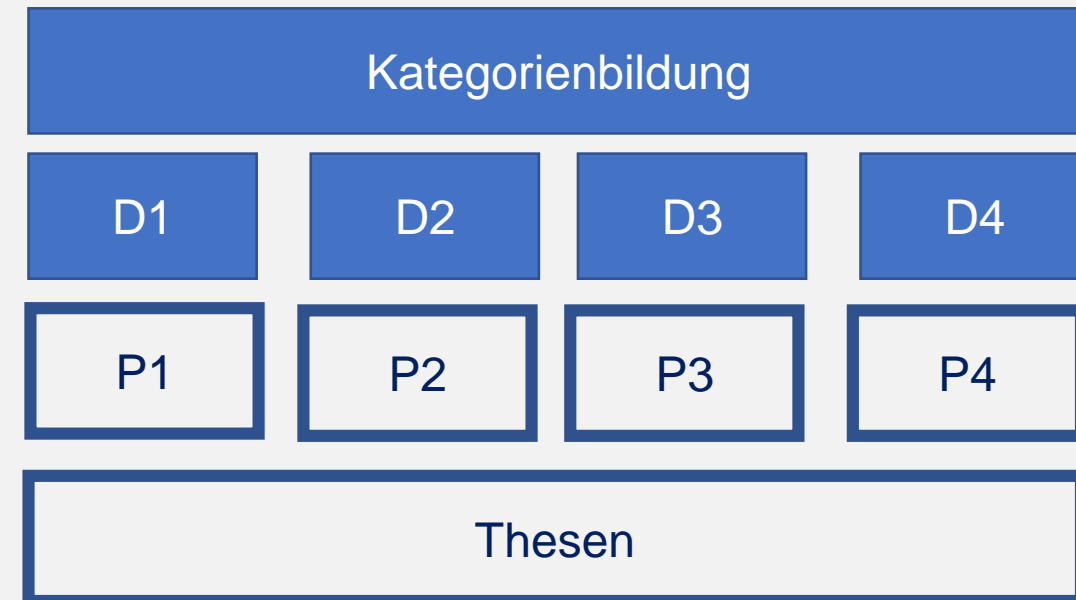 Kategorienbildung
D1 D2 D3 D4
P1 P2 P3 P4
Thesen